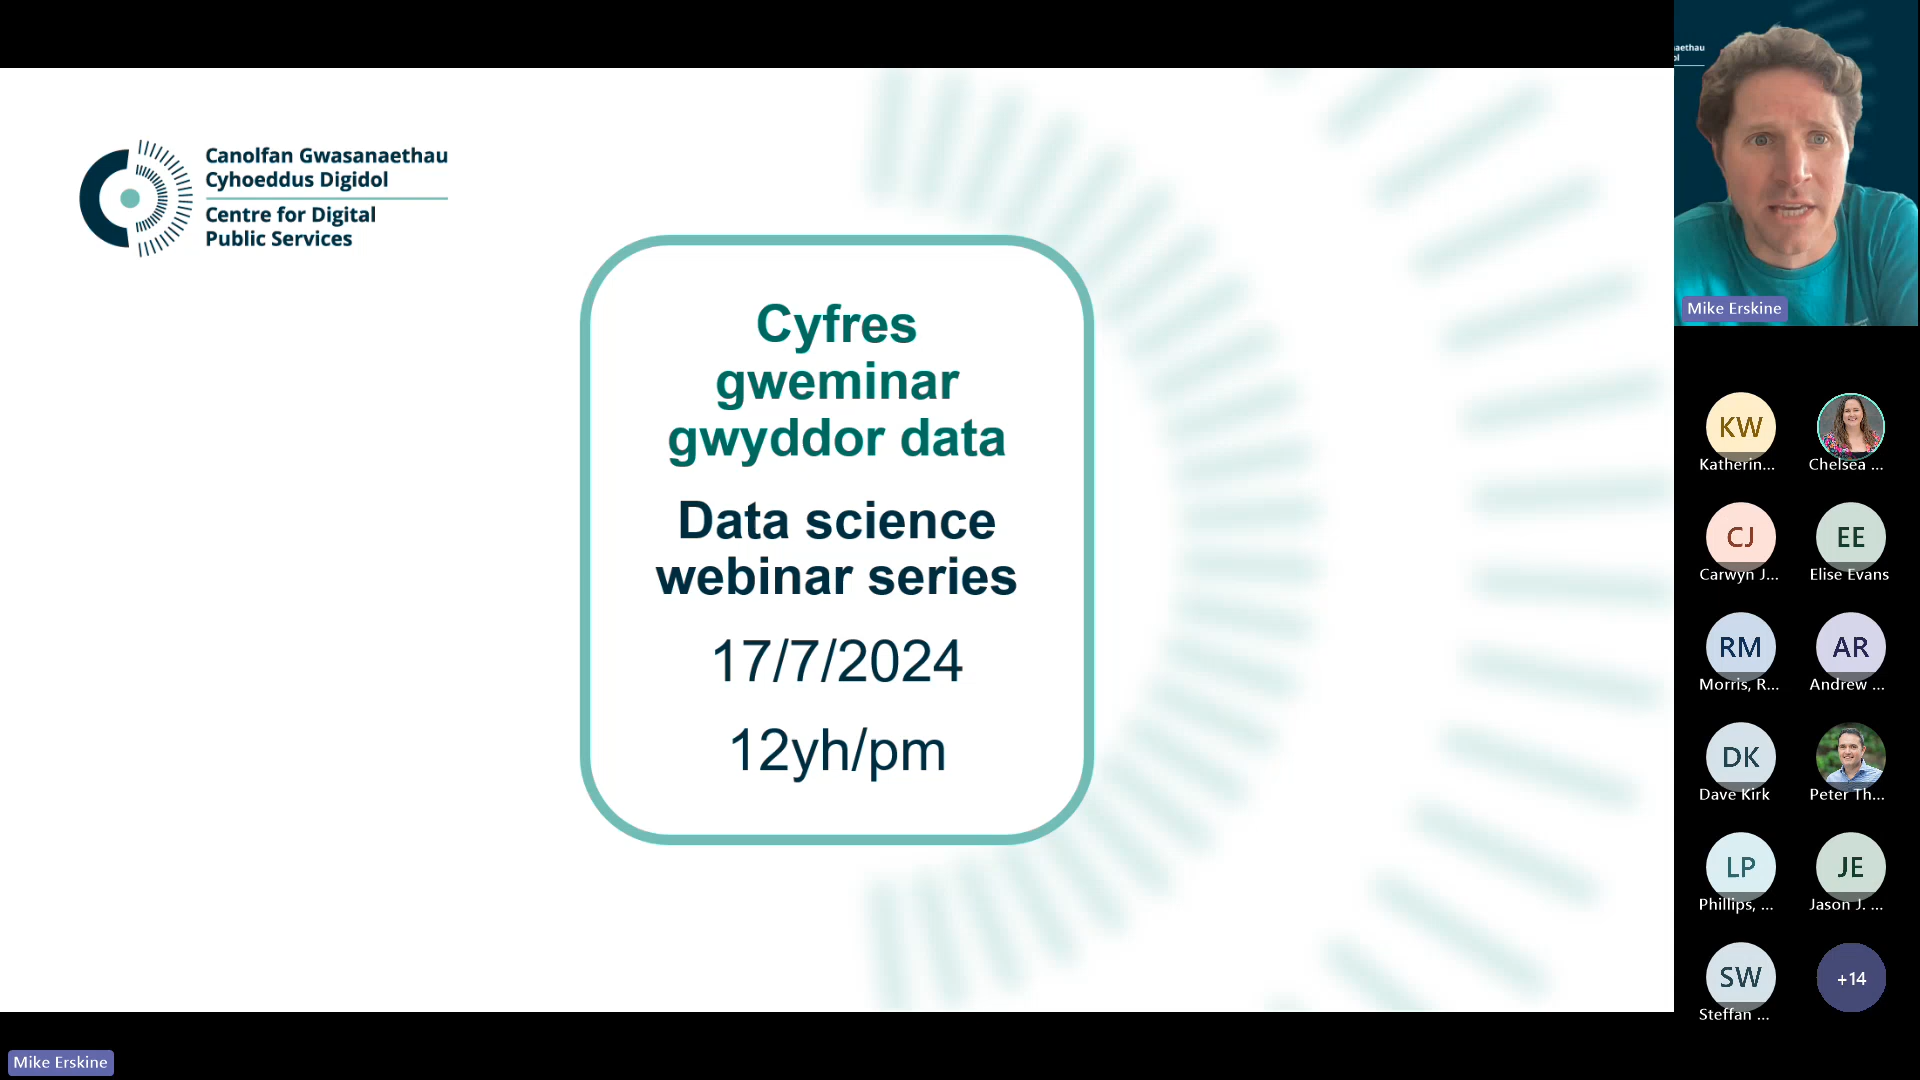 Canolfan Gwasanaethau
Cyhoeddus Digidol
Centre for Digital
Public Services
Cyfres
gweminar
gwyddor data
Data science
webinar series
17/7/2024
12yh/pm
aethau
ol
Mike Erskine
KW
Katherin...
Chelsea ...
CJ
Carwyn J...
EE
Elise Evans
RM
Morris, R...
AR
Andrew ...
DK
Dave Kirk
Peter Th...
LP
Phillips, ...
JE
Jason J. ...
SW
Steffan ...
+14
Mike Erskine